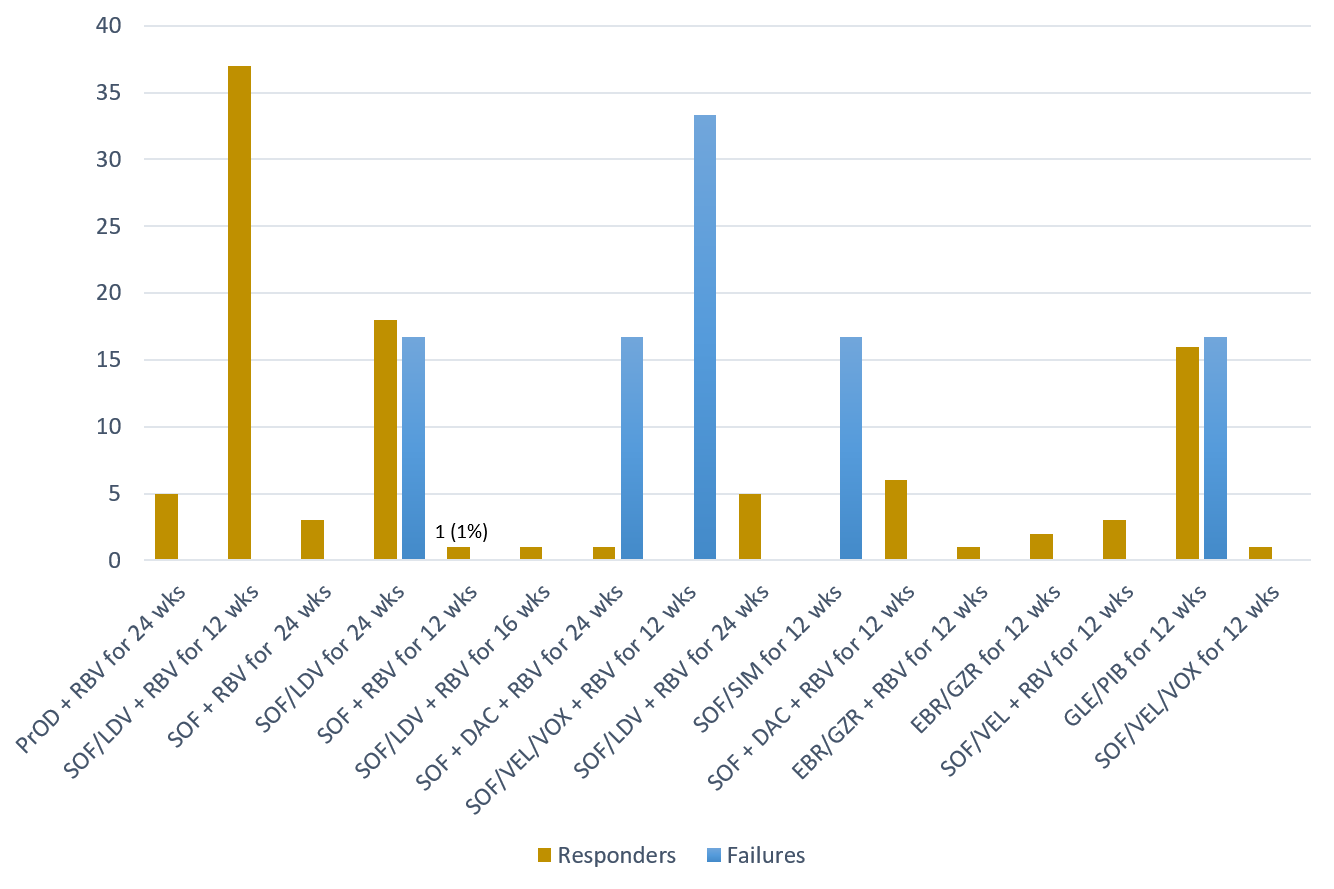 40
35
30
25
20
15
10
5
0
1 (1%)
PrOD + RBV for 24 wks
SOF/LDV + RBV for 12 wks
SOF + RBV for 24 wks
SOF/LDV for 24 wks
SOF + RBV for 12 wks
SOF/LDV + RBV for 16 wks
SOF + DAC + RBV for 24 wks
SOF/VEL/VOX + RBV for 12 wks
SOF/LDV + RBV for 24 wks
SOF/SIM for 12 wks
SOF + DAC + RBV for 12 wks
EBR/GZR + RBV for 12 wks
EBR/GZR for 12 wks
SOF/VEL + RBV for 12 wks
GLE/PIB for 12 wks
SOF/VEL/VOX for 12 wks
Responders Failures